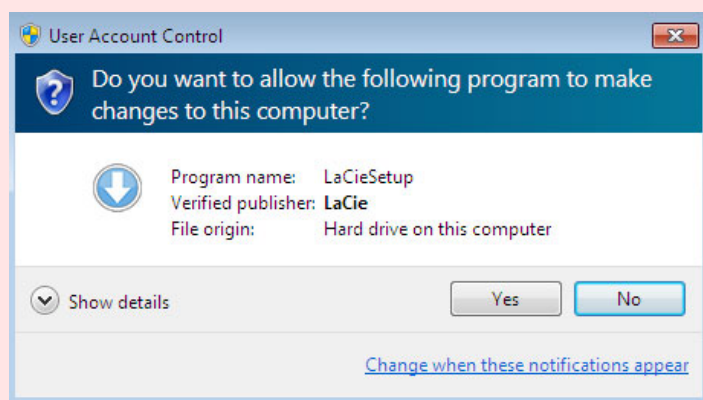 User Account Control
Do you want to allow the following program to make
changes to this computer?
Program name: LaCieSetup
Verified publisher: LaCie
File origin: Hard drive on this computer
Show details
Yes
No
Change when these notifications appear